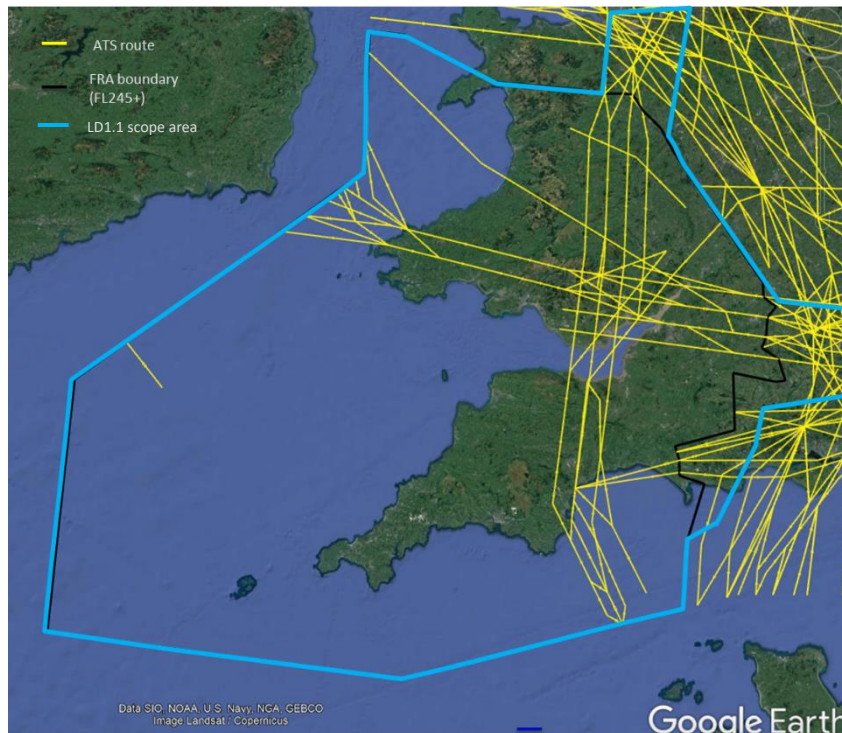 ATS route
FRA boundary
(FL245+)
LD1.1 scope area
Data SIO, NOAA, U.S. Navy, NGA, GEBCO
Image Landsat / Copernicus
Google Earth